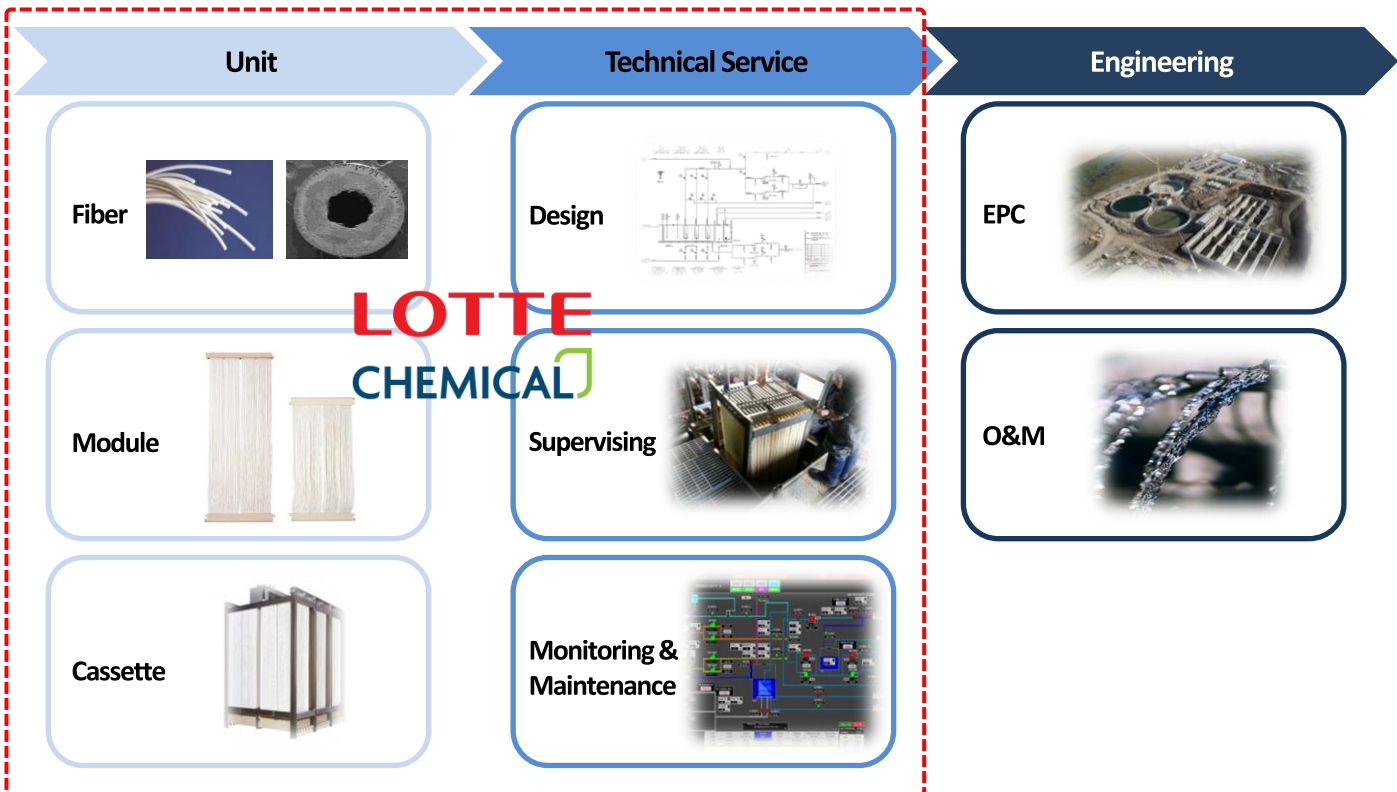 Unit
Technical Service
Engineering
Fiber
Design
EPC
LOTTE
CHEMICAL
Module
Supervising
O&M
Cassette
Monitoring &
Maintenance